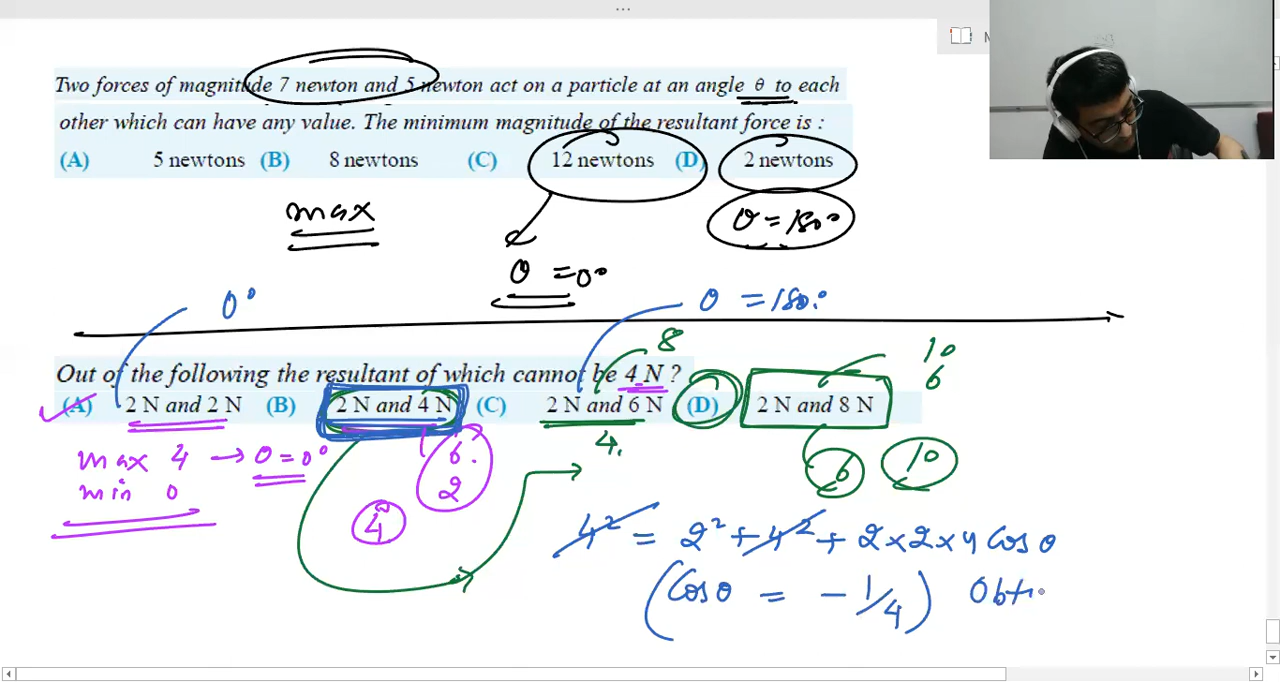 Two forces of magnitude 7 newton and 5 newton act on a particle at an angle θ to each
other which can have any value. The minimum magnitude of the resultant force is :
(A) 5 newtons (B) 8 newtons (C) 12 newtons (D) 2 newtons
max
θ = 180°
θ = 0°
0°
θ = 180°
8
10
6
Out of the following the resultant of which cannot be 4 N ?
(A) 2 N and 2 N (B) 2 N and 4 N (C) 2 N and 6 N (D) 2 N and 8 N
max 4 → θ = 0°
min 0
6
2
4
4
6
10
4² = 2² + 4² + 2×2×4 Cos θ
(Cos θ = - 1/4) Obt